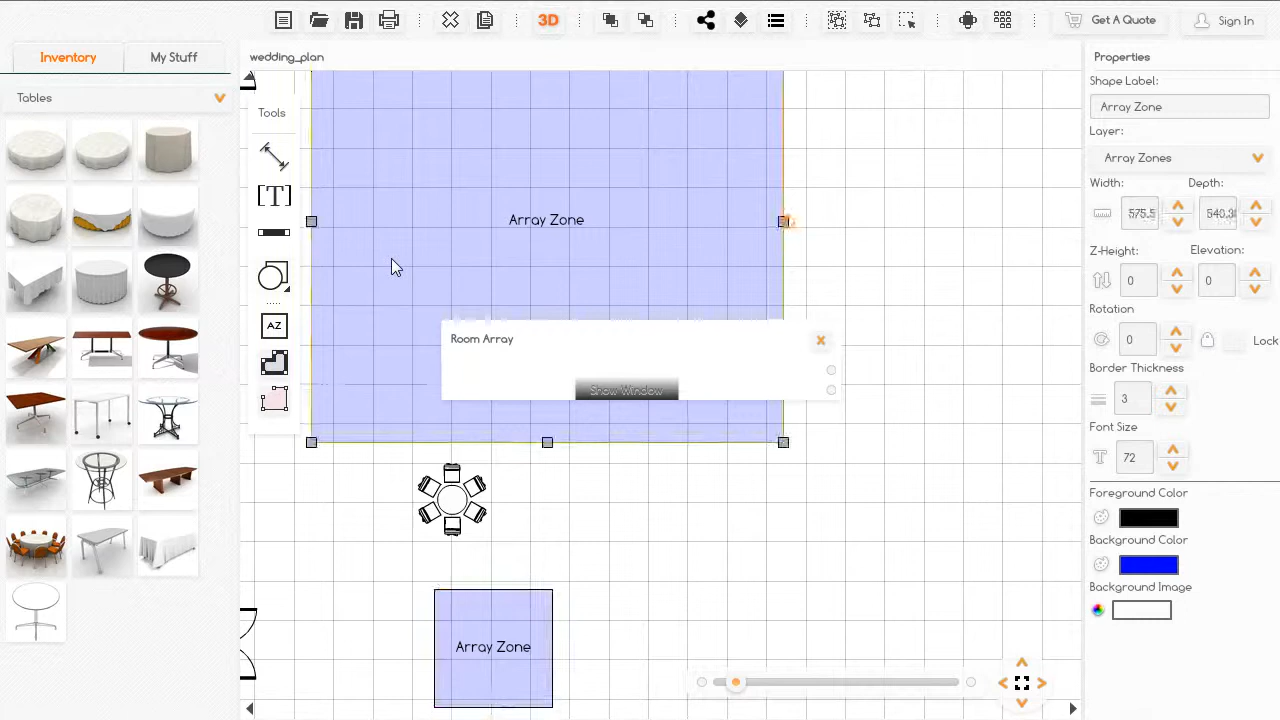 3D
Get A Quote
Sign In
Inventory
My Stuff
wedding_plan
Properties
Tables
Tools
[T]
AZ
Array Zone
Room Array
Show Window
Array Zone
Shape Label:
Array Zone
Layer:
Array Zones
Width:
Depth:
575.5
540.3
Z-Height:
Elevation:
0
0
Rotation
0
Lock
Border Thickness
3
Font Size
T
72
Foreground Color
Background Color
Background Image